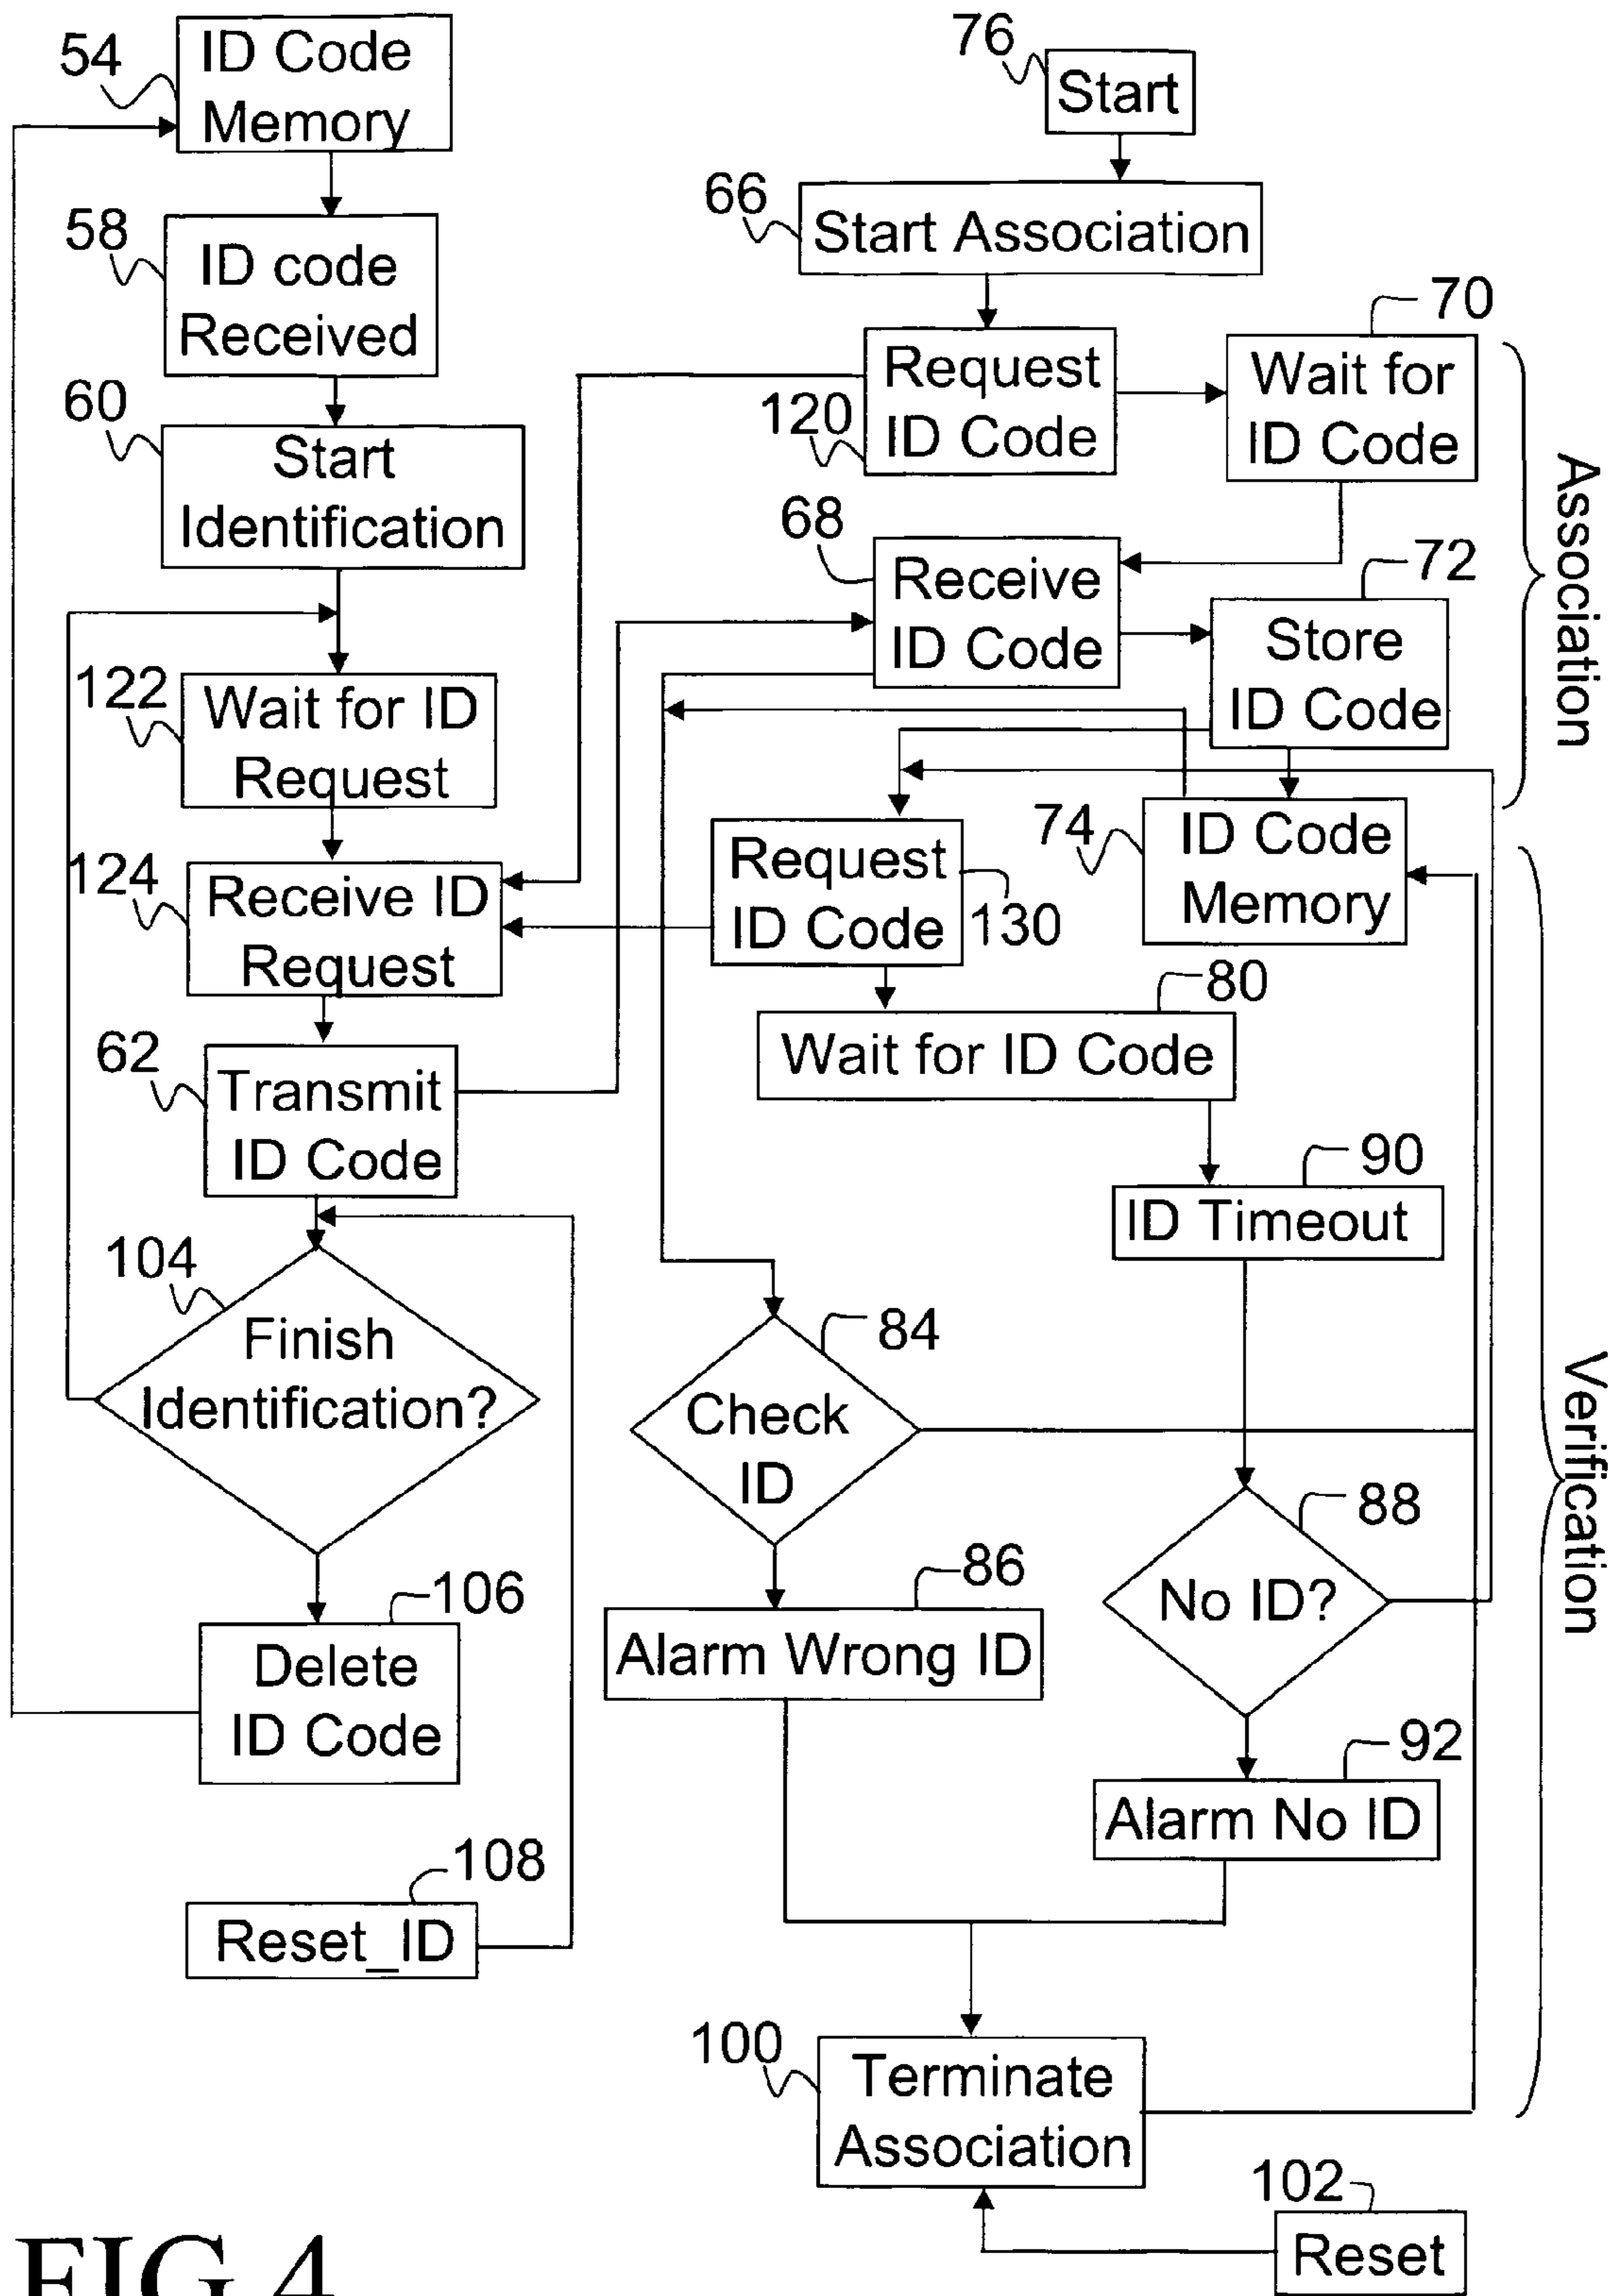 54
ID Code
Memory
58
ID code
Received
60
Start
Identification
122
Wait for ID
Request
124
Receive ID
Request
62
Transmit
ID Code
104
Finish
Identification?
106
Delete
ID Code
108
Reset_ID
76
Start
66
Start Association
120
Request
ID Code
70
Wait for
ID Code
68
Receive
ID Code
72
Store
ID Code
Association
74
ID Code
Memory
Request
ID Code
130
80
Wait for ID Code
90
ID Timeout
84
Check
ID
88
No ID?
86
Alarm Wrong ID
92
Alarm No ID
Verification
100
Terminate
Association
102
Reset
FIG 4